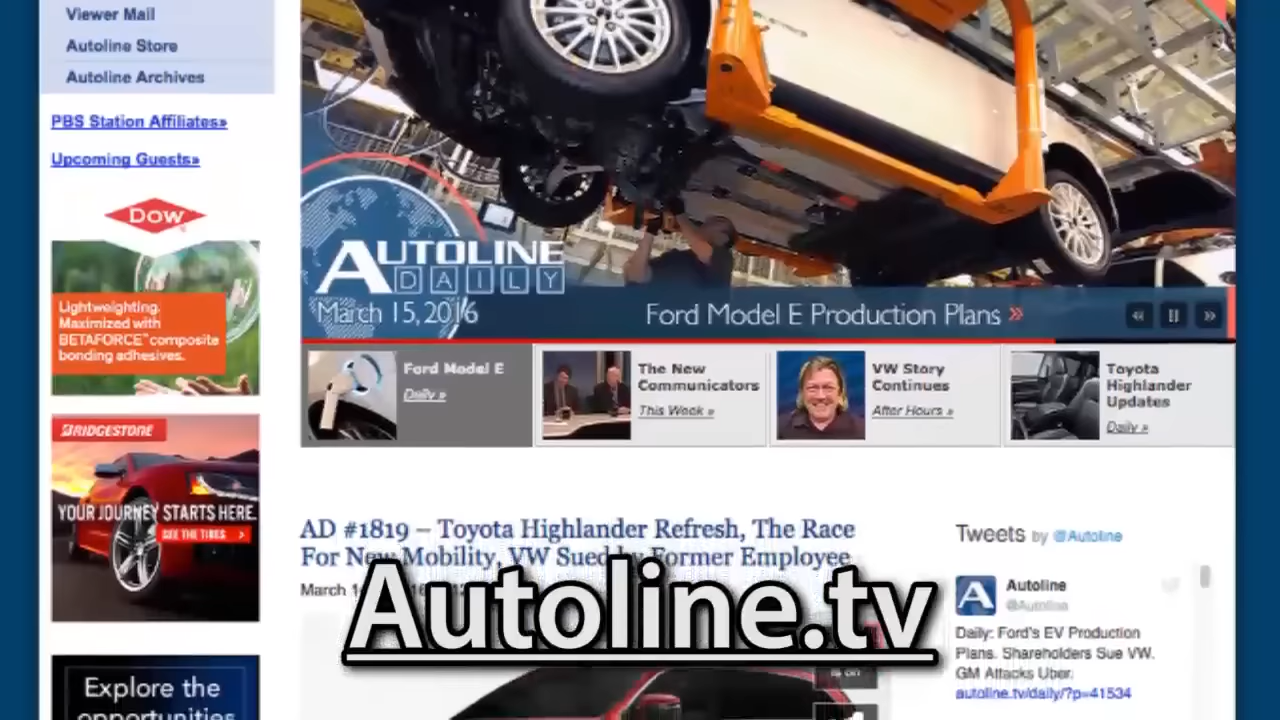 Viewer Mail
Autoline Store
Autoline Archives
PBS Station Affiliates»
Upcoming Guests»
Dow
Lightweighting.
Maximized with
BETAFORCE™ composite
bonding adhesives.
BRIDGESTONE
YOUR JOURNEY STARTS HERE.
SEE THE TIRES >
Explore the
opportunities
AUTOLINE
DAILY
March 15, 2016
Ford Model E Production Plans »
Ford Model E
Daily »
The New
Communicators
This Week »
VW Story
Continues
After Hours »
Toyota
Highlander
Updates
Daily »
AD #1819 – Toyota Highlander Refresh, The Race
For New Mobility, VW Sued by Former Employee
March
Autoline.tv
Tweets by @Autoline
Autoline
@Autoline
Daily: Ford's EV Production
Plans. Shareholders Sue VW.
GM Attacks Uber.
autoline.tv/daily/?p=41534